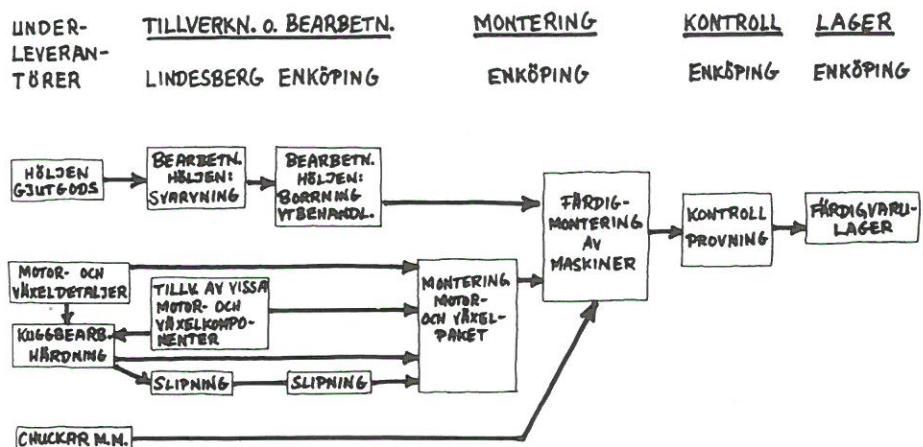 UNDER-
LEVERAN-
TÖRER
TILLVERKN. O. BEARBETN.
LINDESBERG ENKÖPING
MONTERING
ENKÖPING
KONTROLL
ENKÖPING
LAGER
ENKÖPING
HÖLJEN
GJUTGODS
BEARBETN.
HÖLJEN:
SVARVNING
BEARBETN.
HÖLJEN:
BORRNING
YTBEHANDL.
FÄRDIG-
MONTERING
AV
MASKINER
KONTROLL
PROVNING
FÄRDIGVARU-
LAGER
MOTOR- OCH
VÄXELDETALJER
TILLV. AV VISSA
MOTOR- OCH
VÄXELKOMPO-
NENTER
MONTERING
MOTOR-
OCH VÄXEL-
PAKET
KUGGBEARB.
HÄRDNING
SLIPNING
SLIPNING
CHUCKAR M.M.